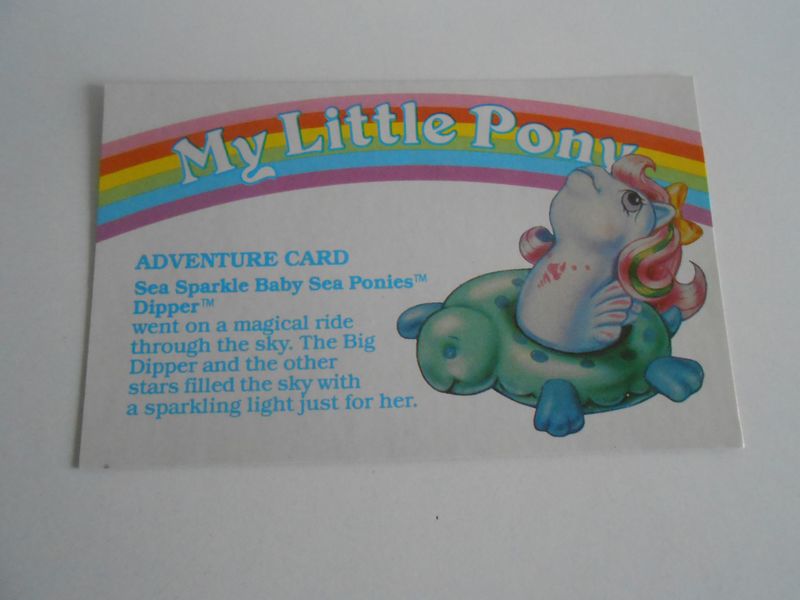 My Little Pony
ADVENTURE CARD
Sea Sparkle Baby Sea Ponies™
Dipper™
went on a magical ride
through the sky. The Big
Dipper and the other
stars filled the sky with
a sparkling light just for her.